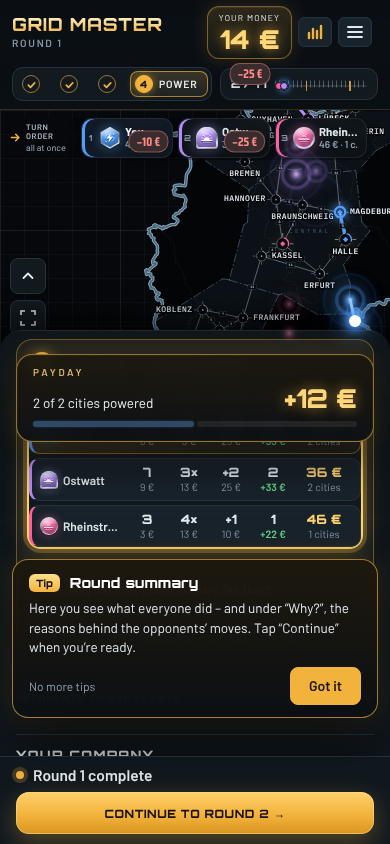 GRID MASTER
ROUND 1
YOUR MONEY
14 €
4 POWER
−25 €
TURN ORDER
all at once
1
−10 €
2
−25 €
3 Rhein...
46 € · 1 c.
BREMEN
HANNOVER
BRAUNSCHWEIG
MAGDEBUR
HALLE
KASSEL
ERFURT
KOBLENZ
FRANKFURT
PAYDAY
2 of 2 cities powered
+12 €
Ostwatt 7 3x +2 2 36 €
9 € 13 € 25 € +33 € 2 cities
Rheinstr... 3 4x +1 1 46 €
3 € 13 € 10 € +22 € 1 cities
Tip Round summary
Here you see what everyone did – and under “Why?”, the
reasons behind the opponents’ moves. Tap “Continue”
when you’re ready.
No more tips
Got it
YOUR COMPANY
Round 1 complete
CONTINUE TO ROUND 2 →